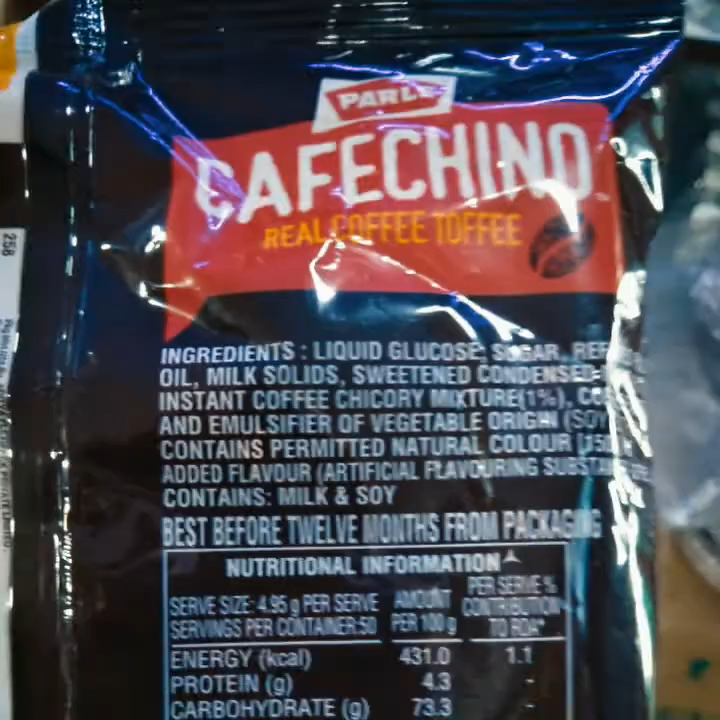 PARLE
CAFECHINO
REAL COFFEE TOFFEE
INGREDIENTS : LIQUID GLUCOSE, SUGAR,
OIL, MILK SOLIDS, SWEETENED CONDENSED
INSTANT COFFEE CHICORY MIXTURE(1%),
AND EMULSIFIER OF VEGETABLE ORIGIN (SOY
CONTAINS PERMITTED NATURAL COLOUR
ADDED FLAVOUR (ARTIFICIAL FLAVOURING
CONTAINS: MILK & SOY
BEST BEFORE TWELVE MONTHS FROM PACKAGING
NUTRITIONAL INFORMATION
SERVE SIZE: 4.95 g PER SERVE AMOUNT PER SERVE %
SERVINGS PER CONTAINER:50 PER 100 g CONTRIBUTION
TO RDA*
ENERGY (kcal) 431.0 1.1
PROTEIN (g) 4.3 -
CARBOHYDRATE (g) 73.3 -
258